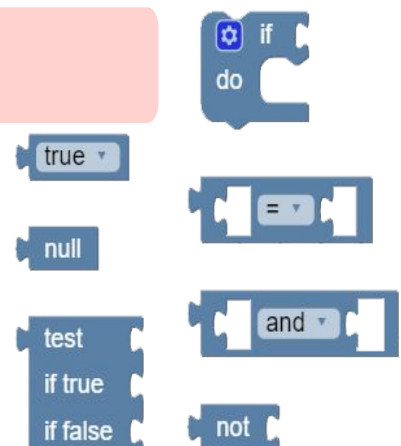 if
do
true
=
null
and
test
if true
if false
not